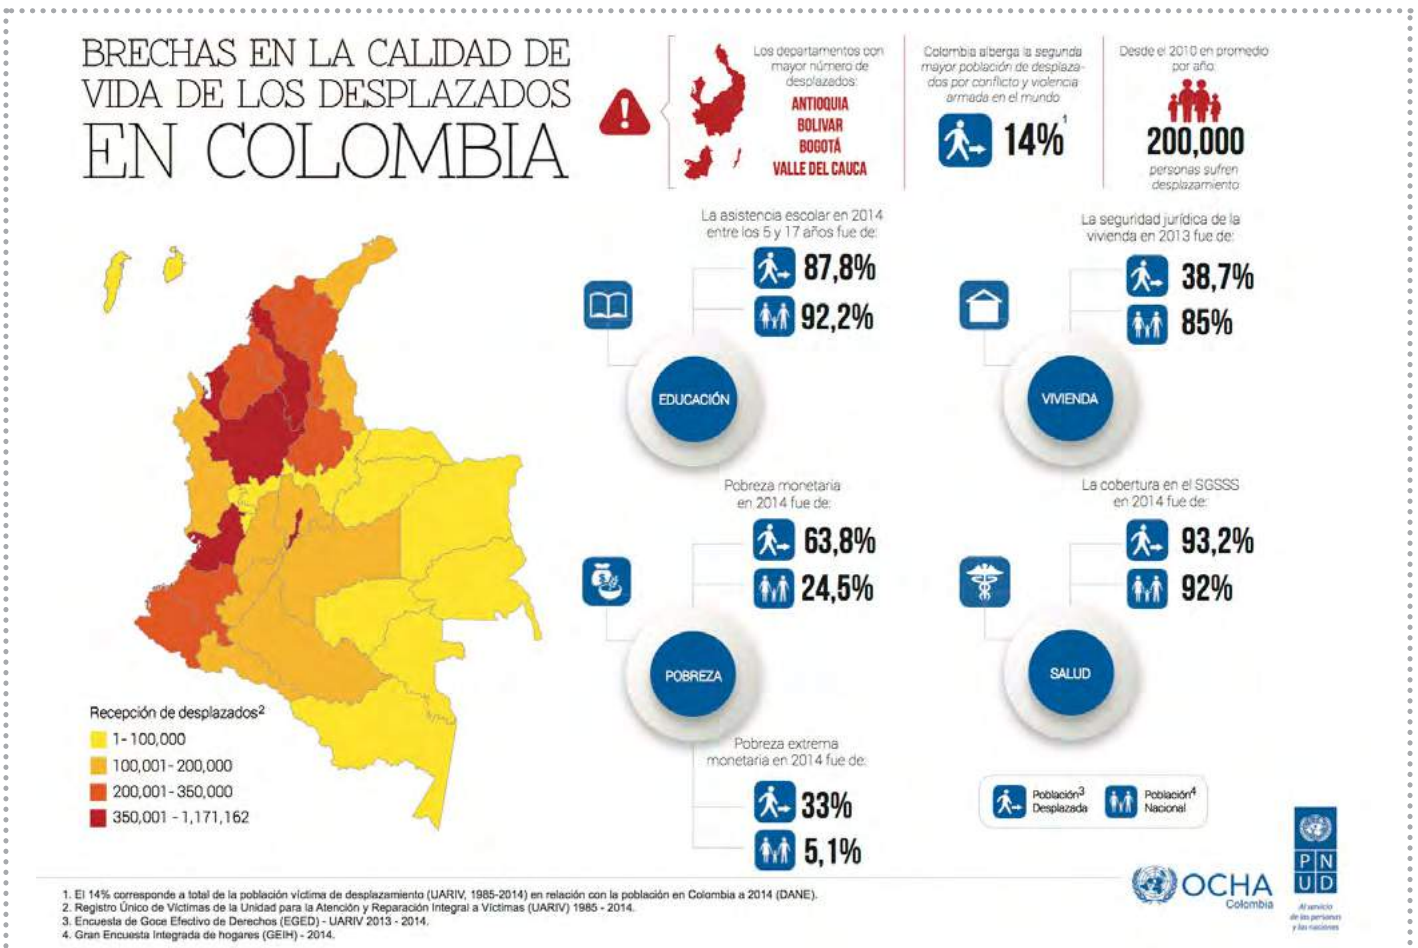 BRECHAS EN LA CALIDAD DE
VIDA DE LOS DESPLAZADOS
EN COLOMBIA
Los departamentos con
mayor número de
desplazados:
ANTIOQUIA
BOLIVAR
BOGOTÁ
VALLE DEL CAUCA
Colombia alberga la segunda
mayor población de desplaza-
dos por conflicto y violencia
armada en el mundo
14%1
Desde el 2010 en promedio
por año:
200,000
personas sufren
desplazamiento
La asistencia escolar en 2014
entre los 5 y 17 años fue de:
87,8%
92,2%
EDUCACIÓN
La seguridad jurídica de la
vivienda en 2013 fue de:
38,7%
85%
VIVIENDA
Pobreza monetaria
en 2014 fue de:
63,8%
24,5%
POBREZA
Pobreza extrema
monetaria en 2014 fue de:
33%
5,1%
La cobertura en el SGSSS
en 2014 fue de:
93,2%
92%
SALUD
Recepción de desplazados2
1- 100,000
100,001- 200,000
200,001- 350,000
350,001 - 1,171,162
Población3
Desplazada
Población4
Nacional
1. El 14% corresponde a total de la población víctima de desplazamiento (UARIV, 1985-2014) en relación con la población en Colombia a 2014 (DANE).
2. Registro Único de Víctimas de la Unidad para la Atención y Reparación Integral a Víctimas (UARIV) 1985 - 2014.
3. Encuesta de Goce Efectivo de Derechos (EGED) - UARIV 2013 - 2014.
4. Gran Encuesta Integrada de hogares (GEIH) - 2014.
OCHA
Colombia
P N
U D
Al servicio
de las personas
y las naciones